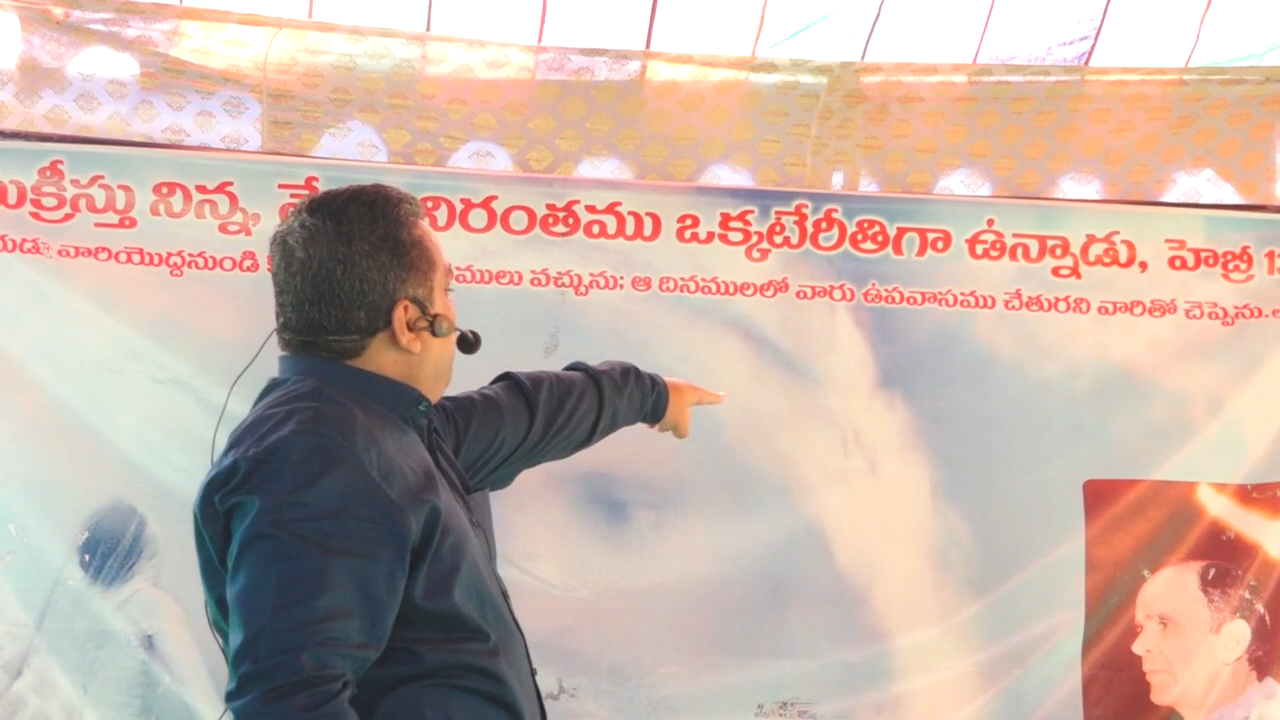 క్రీస్తు నిన్న, నిరంతము ఒక్కటేరీతిగా ఉన్నాడు, హెబ్రీ
వారియొద్దనుండి ములు వచ్చును; ఆ దినములలో వారు ఉపవాసము చేతురని వారితో చెప్పెను.